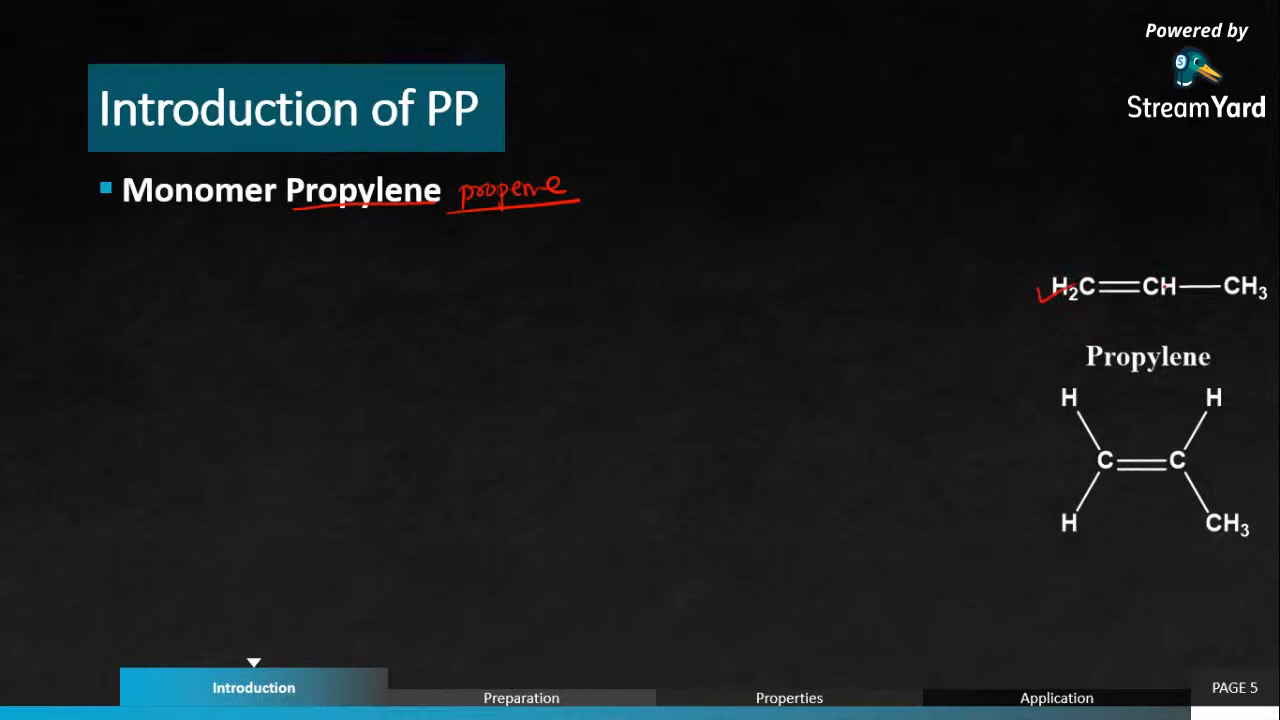 Powered by
StreamYard
Introduction of PP
Monomer Propylene propene
H₂C=CH—CH₃
Propylene
H H
C=C
H CH₃
Introduction Preparation Properties Application PAGE 5